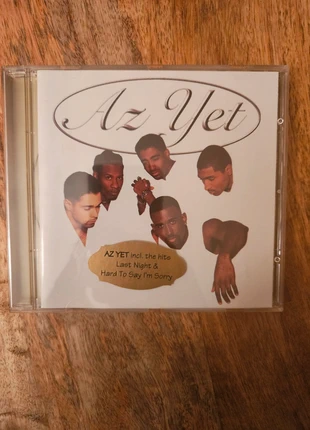 Az Yet
AZ YET incl. the hits
Last Night &
Hard To Say I'm Sorry